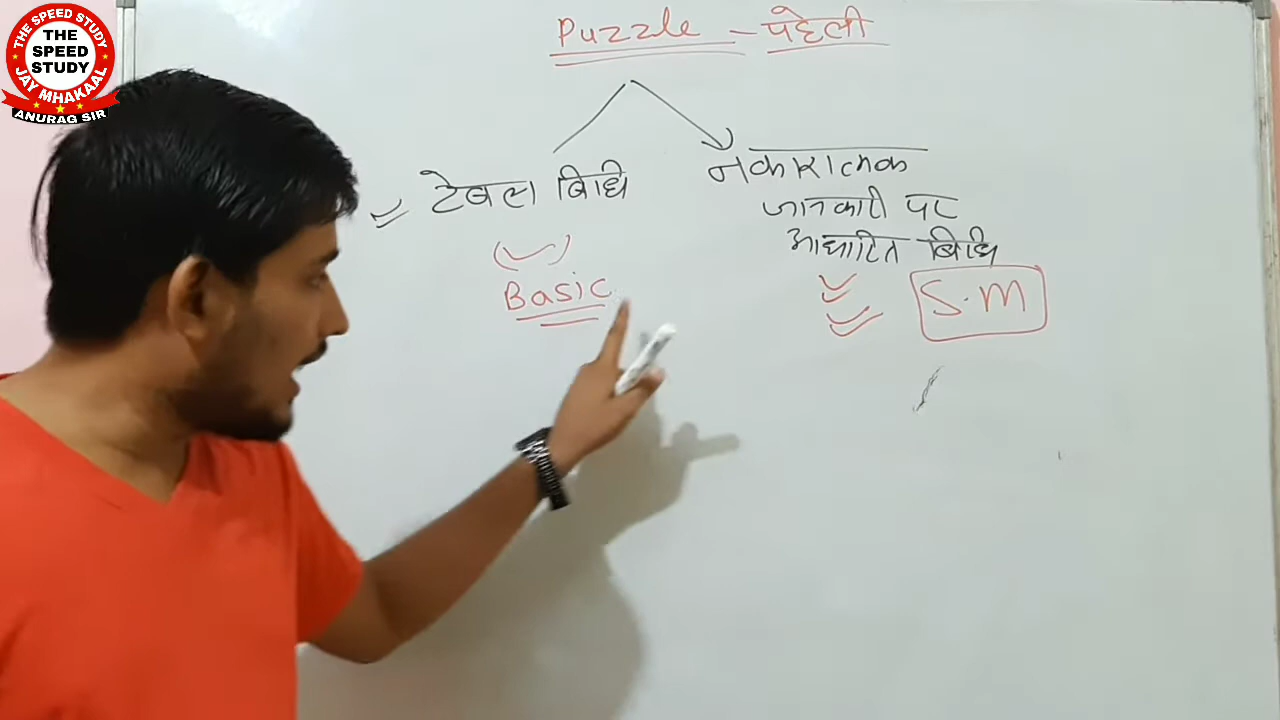 THE SPEED STUDY
THE
SPEED
STUDY
JAY MHAKAAL
ANURAG SIR
Puzzle - पहेली
टेबल बिधि
नकारात्मक
जानकारी पर
आधारित बिधि
Basic
S.M